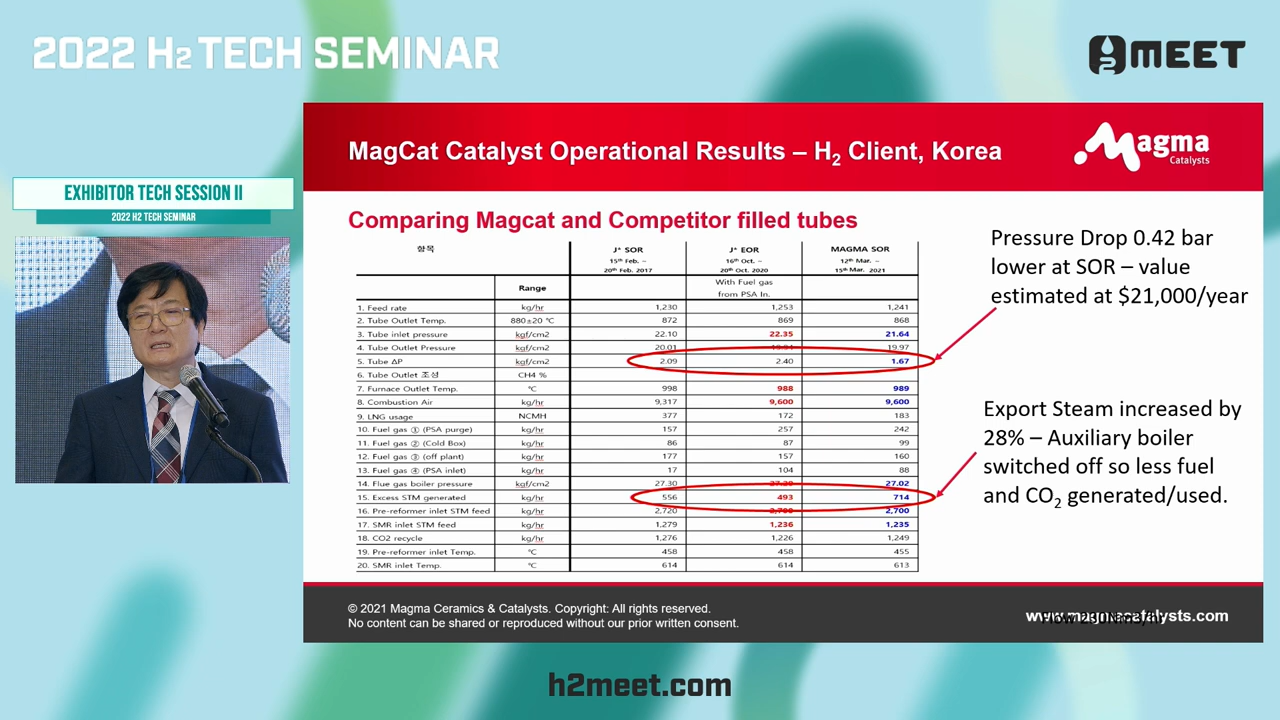 2022 H2 TECH SEMINAR
MEET
EXHIBITOR TECH SESSION II
2022 H2 TECH SEMINAR
MagCat Catalyst Operational Results – H2 Client, Korea
Magma
Catalysts
Comparing Magcat and Competitor filled tubes
항목 J* SOR J* EOR MAGMA SOR
15th Feb. ~ 16th Oct. ~ 12th Mar. ~
20th Feb. 2017 20th Oct. 2020 15th Mar. 2021
Range With Fuel gas
from PSA In.
1. Feed rate kg/hr 1,230 1,253 1,241
2. Tube Outlet Temp. 880±20 ℃ 872 869 868
3. Tube inlet pressure kgf/cm2 22.10 22.35 21.64
4. Tube Outlet Pressure kgf/cm2 20.01 19.97
5. Tube ΔP kgf/cm2 2.09 2.40 1.67
6. Tube Outlet 조성 CH4 %
7. Furnace Outlet Temp. ℃ 998 988 989
8. Combustion Air kg/hr 9,317 9,600 9,600
9. LNG usage NCMH 377 172 183
10. Fuel gas ① (PSA purge) kg/hr 157 257 242
11. Fuel gas ② (Cold Box) kg/hr 86 87 99
12. Fuel gas ③ (off plant) kg/hr 177 157 160
13. Fuel gas ④ (PSA inlet) kg/hr 17 104 88
14. Flue gas boiler pressure kgf/cm2 27.30 27.02
15. Excess STM generated kg/hr 556 493 714
16. Pre-reformer inlet STM feed kg/hr 2,720 2,700 2,700
17. SMR inlet STM feed kg/hr 1,279 1,236 1,235
18. CO2 recycle kg/hr 1,276 1,226 1,249
19. Pre-reformer inlet Temp. ℃ 458 458 455
20. SMR inlet Temp. ℃ 614 614 613
Pressure Drop 0.42 bar
lower at SOR – value
estimated at $21,000/year
Export Steam increased by
28% – Auxiliary boiler
switched off so less fuel
and CO2 generated/used.
© 2021 Magma Ceramics & Catalysts. Copyright: All rights reserved.
No content can be shared or reproduced without our prior written consent.
www.magmacatalysts.com
h2meet.com